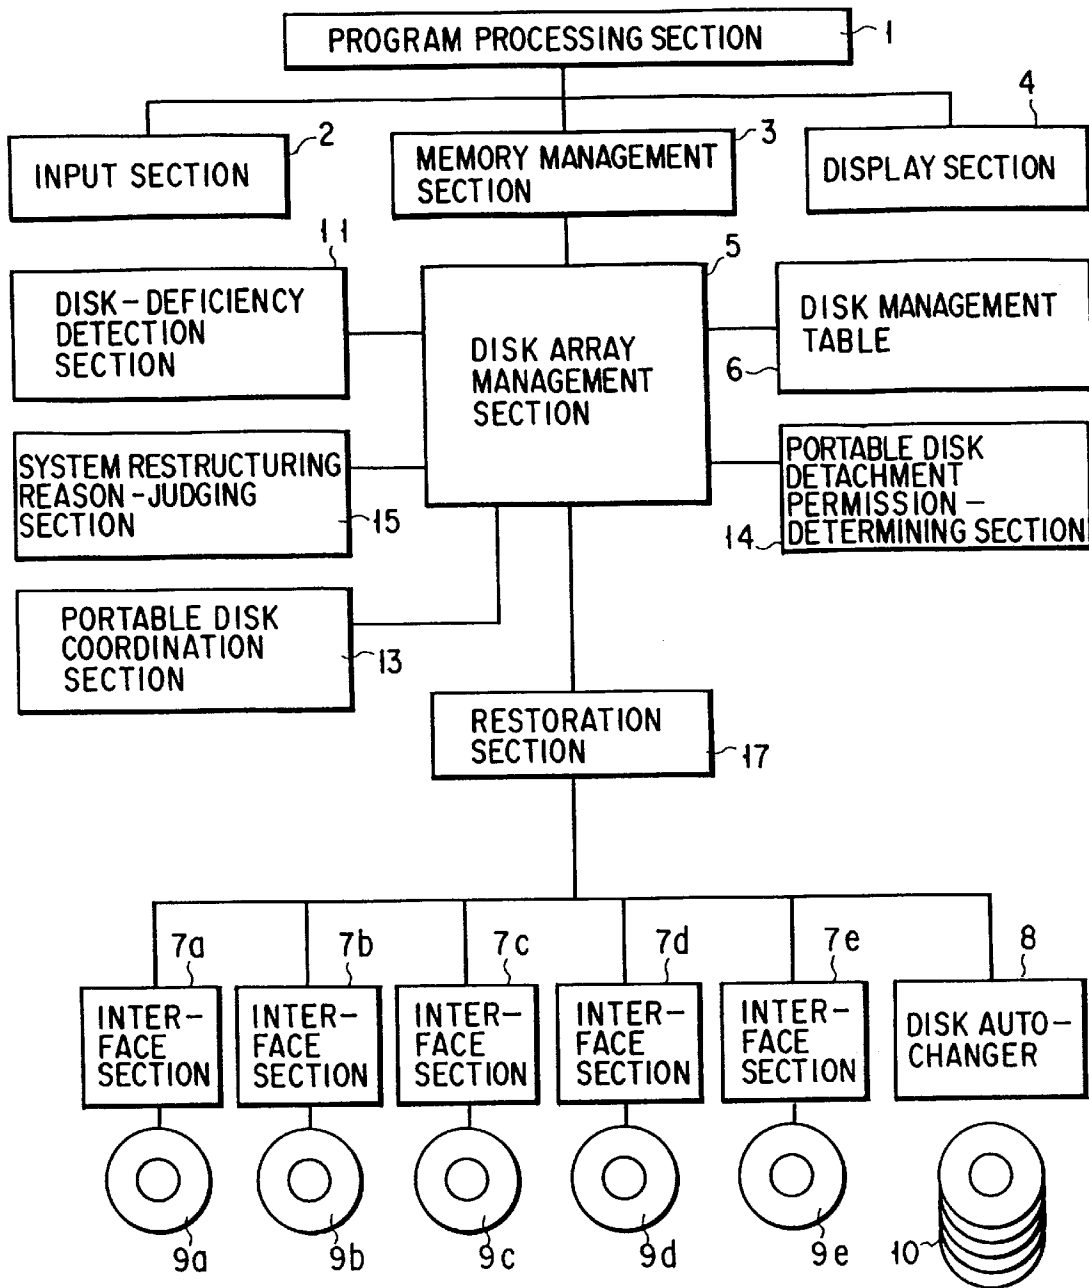 PROGRAM PROCESSING SECTION
1
INPUT SECTION
2
MEMORY MANAGEMENT
SECTION
3
DISPLAY SECTION
4
DISK-DEFICIENCY
DETECTION
SECTION
11
DISK ARRAY
MANAGEMENT
SECTION
5
DISK MANAGEMENT
TABLE
6
SYSTEM RESTRUCTURING
REASON-JUDGING
SECTION
15
PORTABLE DISK
DETACHMENT
PERMISSION-
DETERMINING SECTION
14
PORTABLE DISK
COORDINATION
SECTION
13
RESTORATION
SECTION
17
7a
7b
7c
7d
7e
8
INTER-
FACE
SECTION
INTER-
FACE
SECTION
INTER-
FACE
SECTION
INTER-
FACE
SECTION
INTER-
FACE
SECTION
DISK AUTO-
CHANGER
9a
9b
9c
9d
9e
10